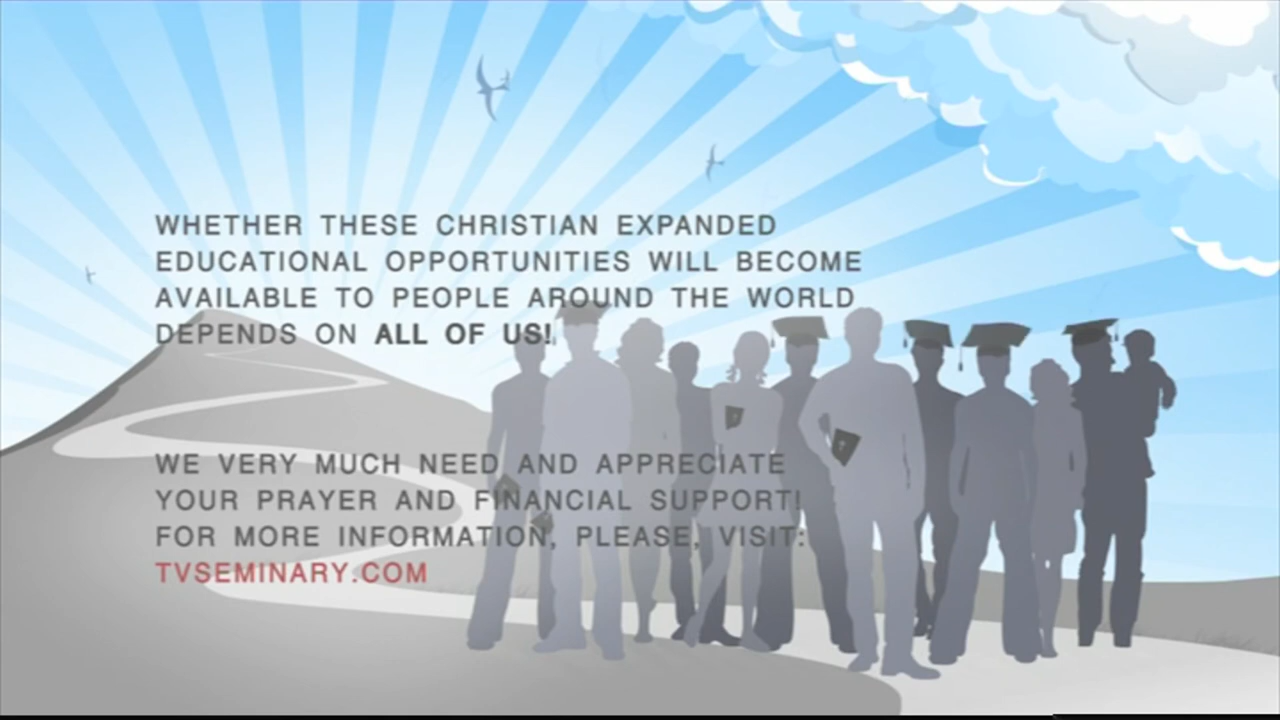 WHETHER THESE CHRISTIAN EXPANDED
EDUCATIONAL OPPORTUNITIES WILL BECOME
AVAILABLE TO PEOPLE AROUND THE WORLD
DEPENDS ON ALL OF US!
WE VERY MUCH NEED AND APPRECIATE
YOUR PRAYER AND FINANCIAL SUPPORT!
FOR MORE INFORMATION, PLEASE, VISIT:
TVSEMINARY.COM